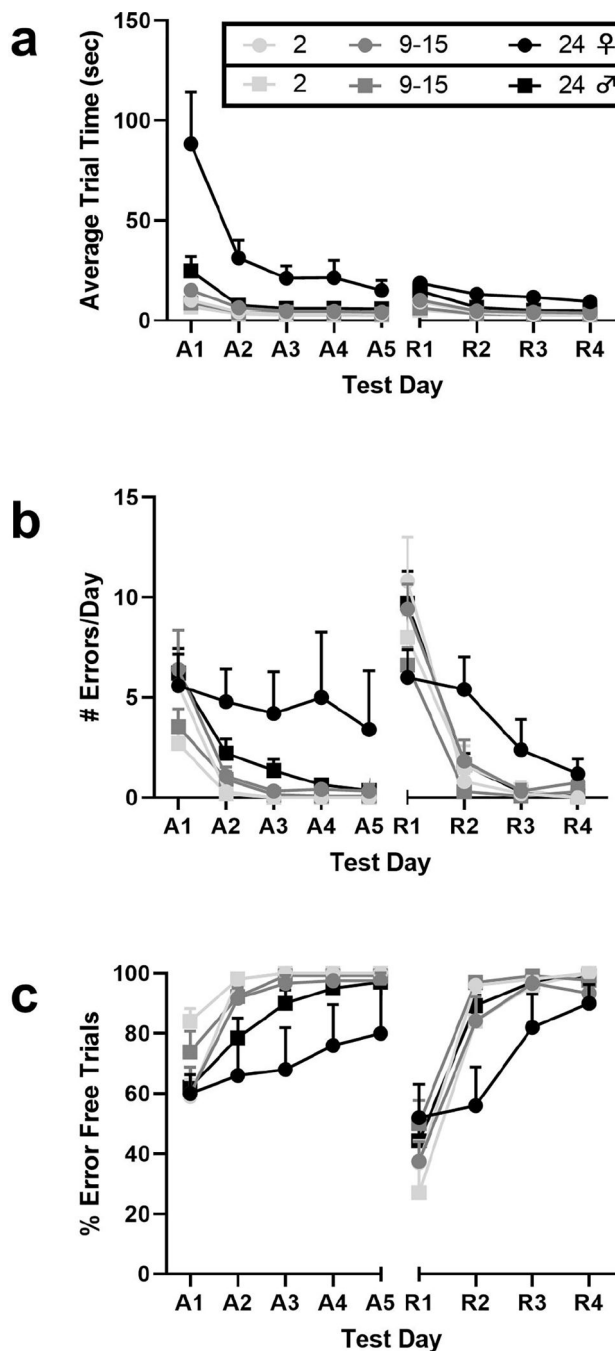 a
2 9-15 24 ♀
2 9-15 24 ♂
Average Trial Time (sec)
150
100
50
0
A1 A2 A3 A4 A5 R1 R2 R3 R4
Test Day
b
# Errors/Day
15
10
5
0
A1 A2 A3 A4 A5 R1 R2 R3 R4
Test Day
c
% Error Free Trials
100
80
60
40
20
0
A1 A2 A3 A4 A5 R1 R2 R3 R4
Test Day